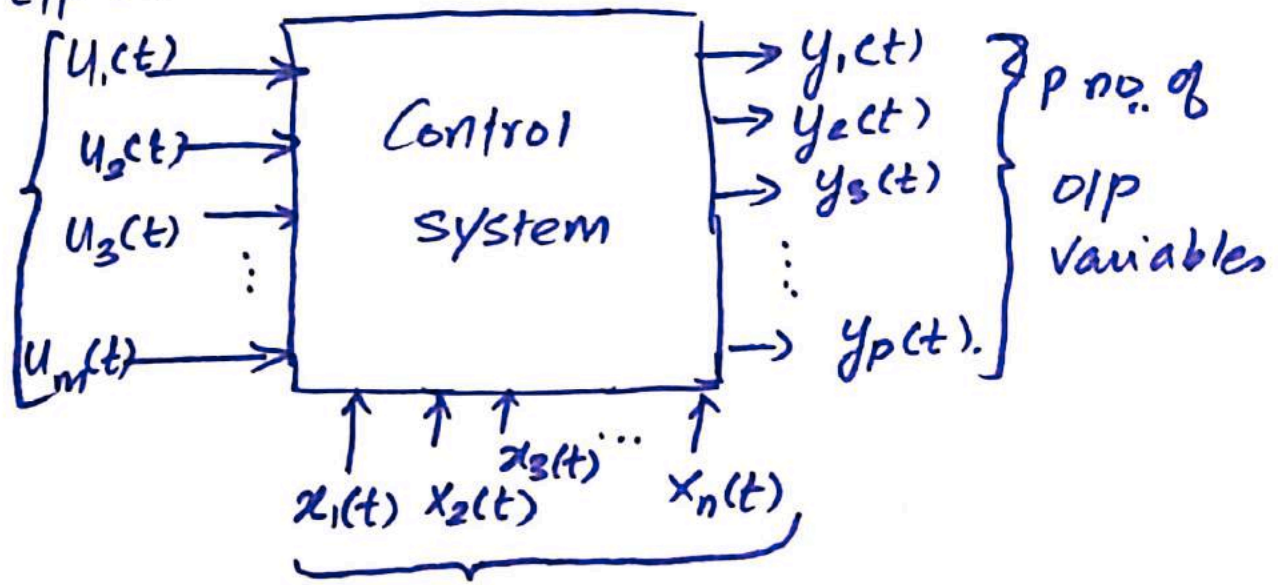 u₁(t)
u₂(t)
u₃(t)
⋮
uₘ(t)
Control
system
y₁(t)
y₂(t)
y₃(t)
⋮
yₚ(t).
p no. of
o/p
variables
x₁(t) x₂(t) x₃(t) ... xₙ(t)